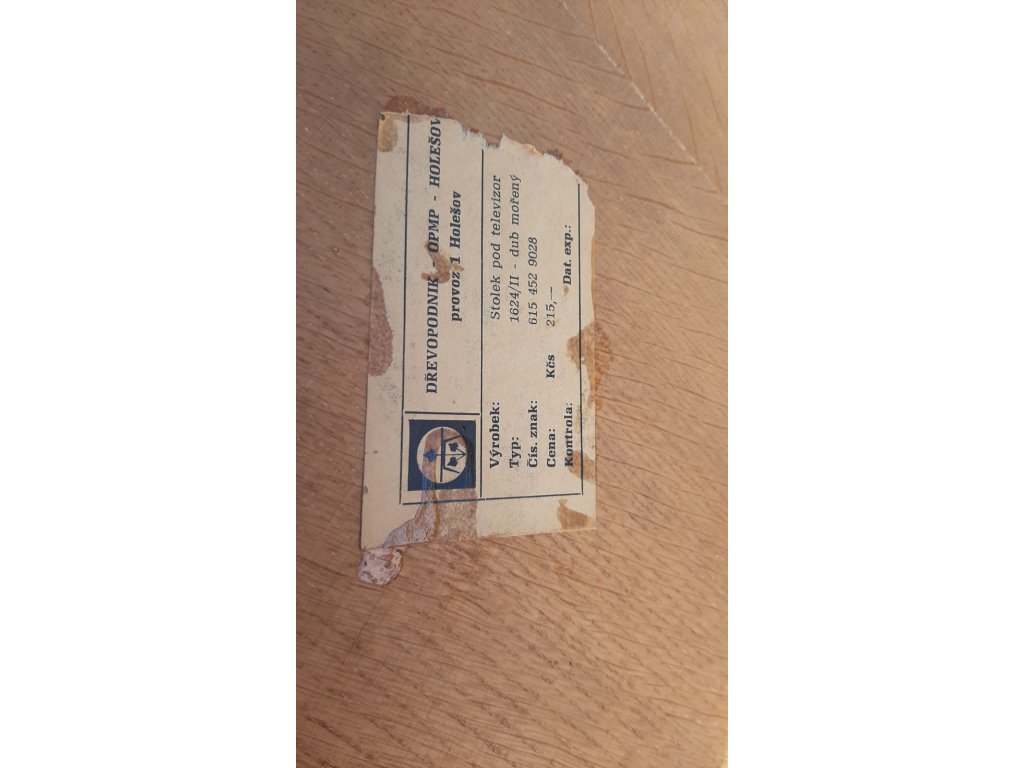 DŘEVOPODNIK - OPMP - HOLEŠOV
provoz 1 Holešov
Výrobek: Stolek pod televizor
Typ: 1624/II - dub mořený
Čís. znak: 615 452 9028
Cena: Kčs 215,—
Kontrola: Dat. exp.: